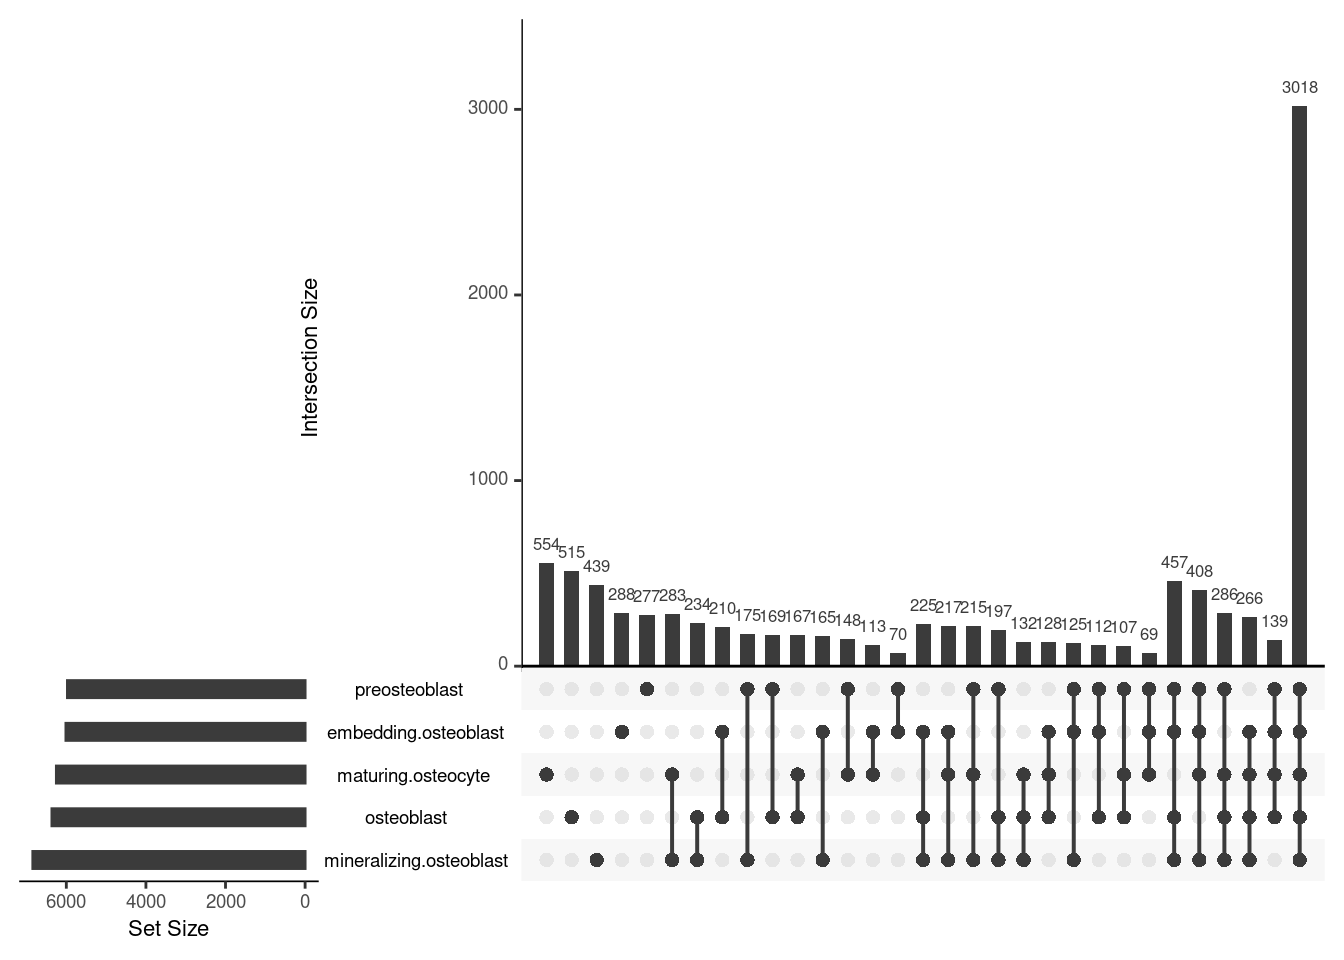 3000
2000
1000
0
Intersection Size
554 515 439 288 277 283 234 210 175 169 167 165 148 113 70 225 217 215 197 132 128 125 112 107 69 457 408 286 266 139 3018
preosteoblast
embedding.osteoblast
maturing.osteocyte
osteoblast
mineralizing.osteoblast
6000 4000 2000 0
Set Size